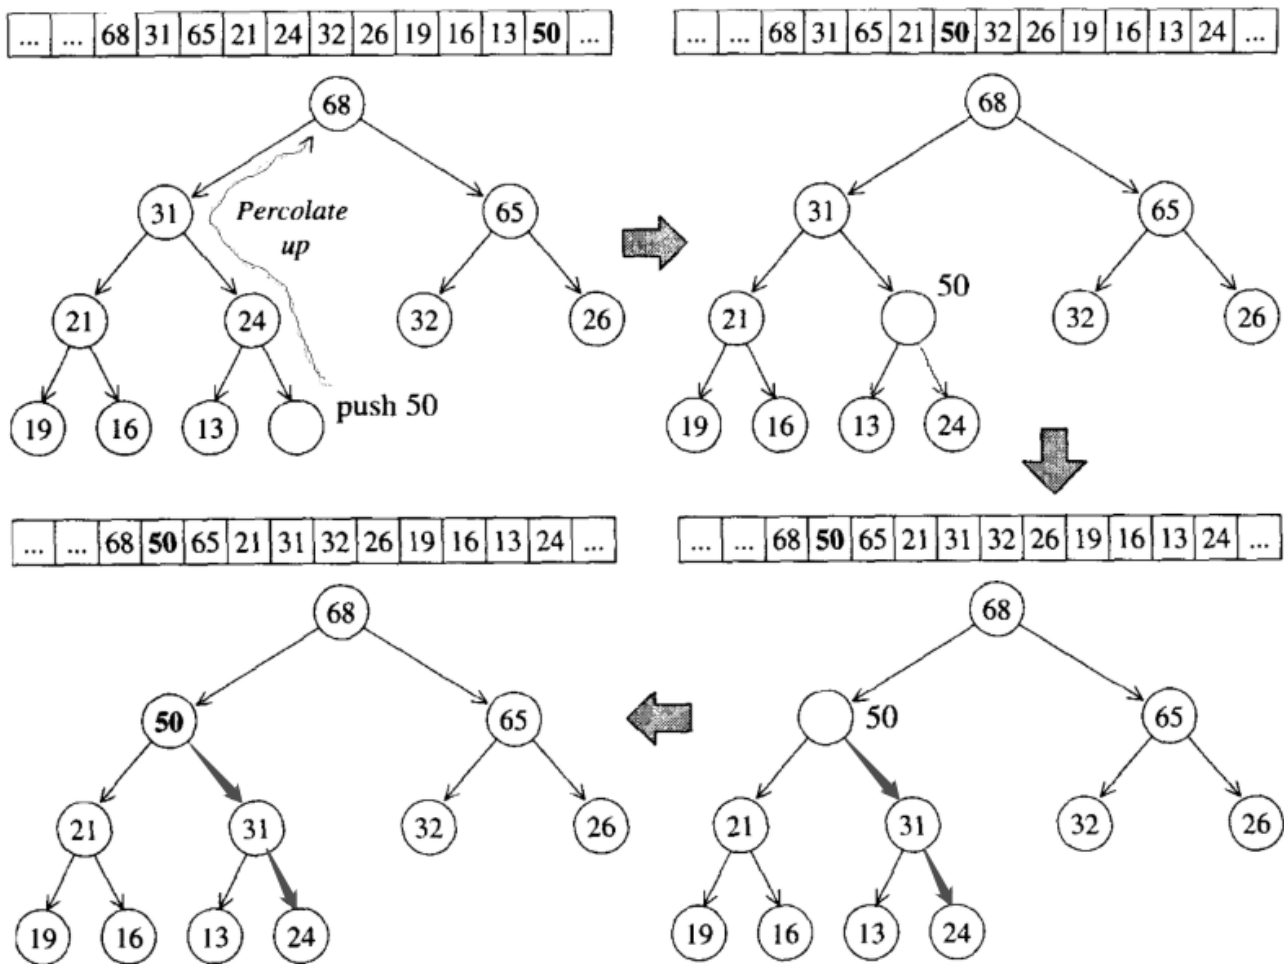 ... ... 68 31 65 21 24 32 26 19 16 13 50 ...
68
31 Percolate 65
up
21 24 32 26
19 16 13 push 50
... ... 68 31 65 21 50 32 26 19 16 13 24 ...
68
31 65
50
21 32 26
19 16 13 24
... ... 68 50 65 21 31 32 26 19 16 13 24 ...
68
50 65
21 31 32 26
19 16 13 24
... ... 68 50 65 21 31 32 26 19 16 13 24 ...
68
50 65
21 31 32 26
19 16 13 24